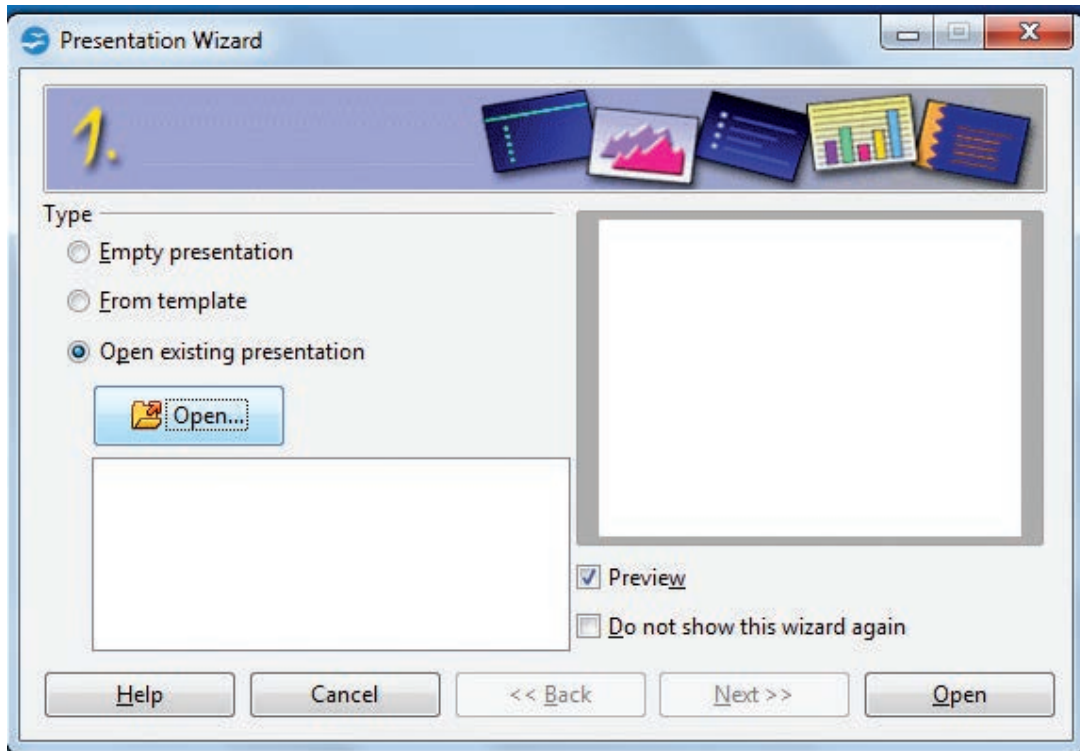 Presentation Wizard
1.
Type
Empty presentation
From template
Open existing presentation
Open...
Preview
Do not show this wizard again
Help Cancel << Back Next >> Open